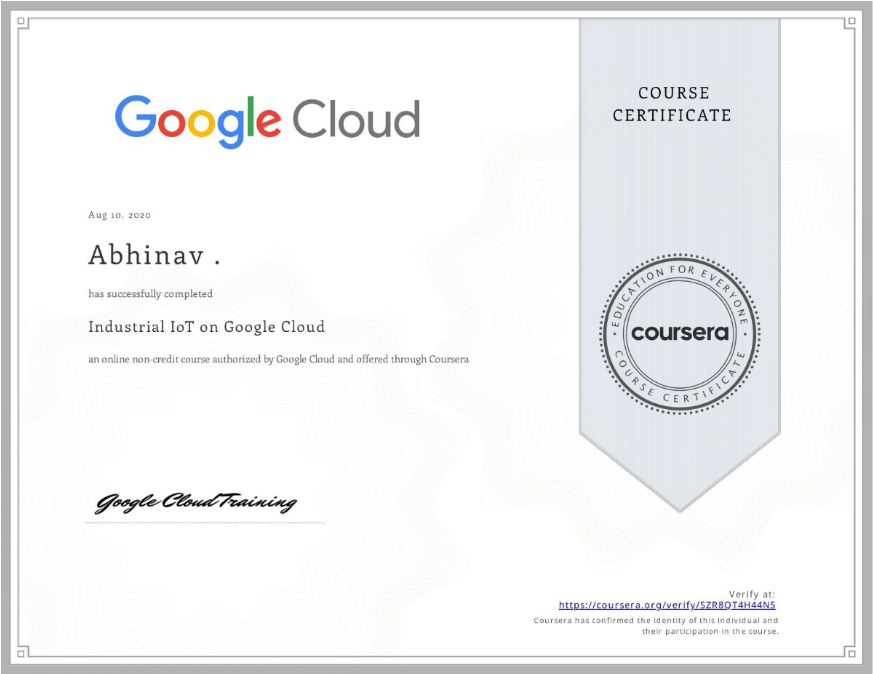 Google Cloud
COURSE
CERTIFICATE
Aug 10, 2020
Abhinav .
has successfully completed
Industrial IoT on Google Cloud
an online non-credit course authorized by Google Cloud and offered through Coursera
EDUCATION FOR EVERYONE
coursera
COURSE CERTIFICATE
Google Cloud Training
Verify at:
https://coursera.org/verify/SZR8QT4H44N5
Coursera has confirmed the identity of this individual and
their participation in the course.